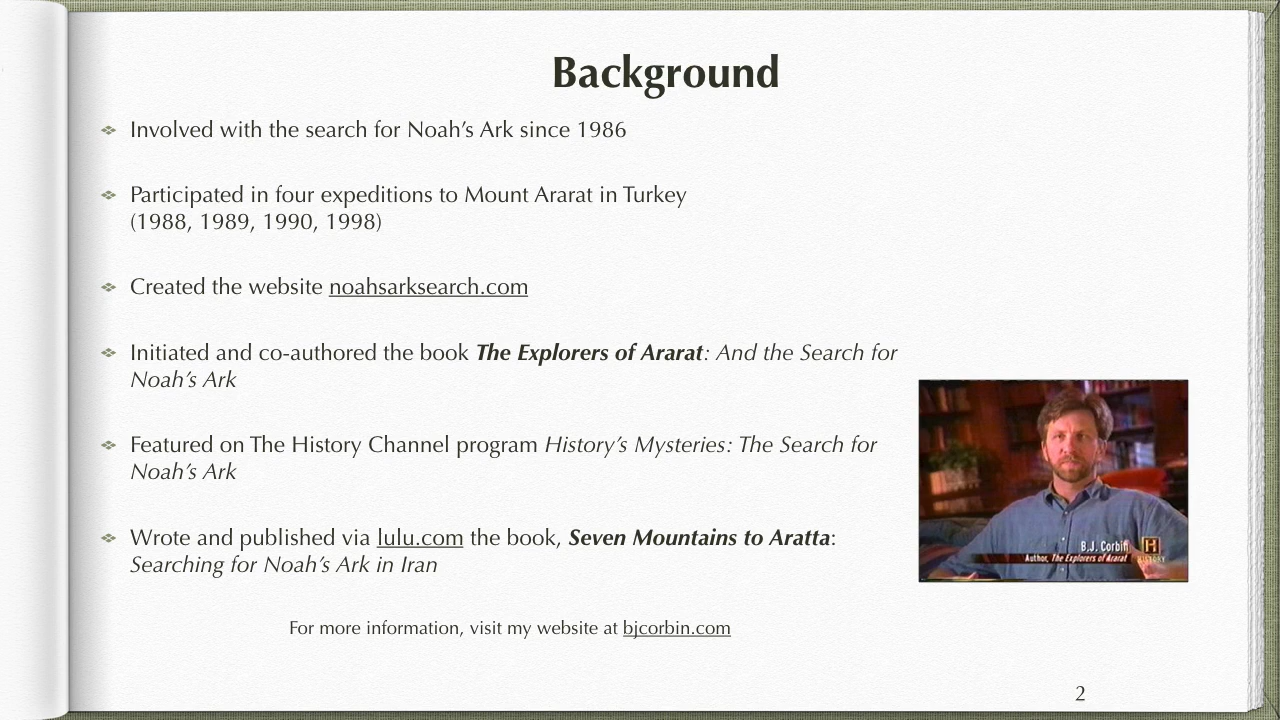 Background
Involved with the search for Noah’s Ark since 1986
Participated in four expeditions to Mount Ararat in Turkey
(1988, 1989, 1990, 1998)
Created the website noahsarksearch.com
Initiated and co-authored the book The Explorers of Ararat: And the Search for
Noah’s Ark
Featured on The History Channel program History’s Mysteries: The Search for
Noah’s Ark
Wrote and published via lulu.com the book, Seven Mountains to Aratta:
Searching for Noah’s Ark in Iran
B.J. Corbin
Author, The Explorers of Ararat
H
HISTORY
For more information, visit my website at bjcorbin.com
2